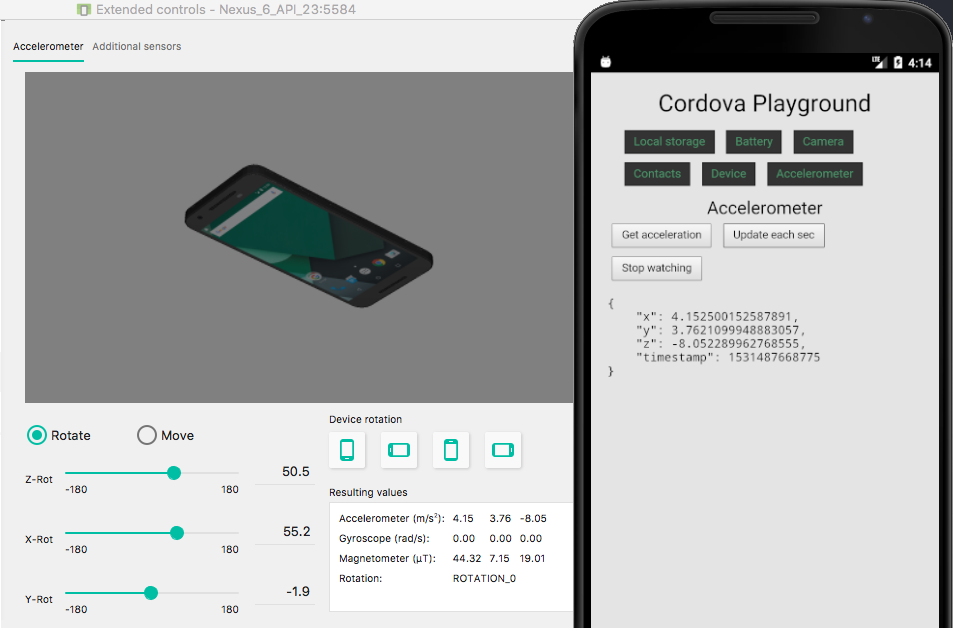 Extended controls - Nexus_6_API_23:5584
Accelerometer Additional sensors
Rotate Move
Z-Rot -180 180 50.5
X-Rot -180 180 55.2
Y-Rot -180 180 -1.9
Device rotation
Resulting values
Accelerometer (m/s²): 4.15 3.76 -8.05
Gyroscope (rad/s): 0.00 0.00 0.00
Magnetometer (μT): 44.32 7.15 19.01
Rotation: ROTATION_0
LTE 4:14
Cordova Playground
Local storage Battery Camera
Contacts Device Accelerometer
Accelerometer
Get acceleration Update each sec
Stop watching
{
"x": 4.152500152587891,
"y": 3.7621099948883057,
"z": -8.052289962768555,
"timestamp": 1531487668775
}